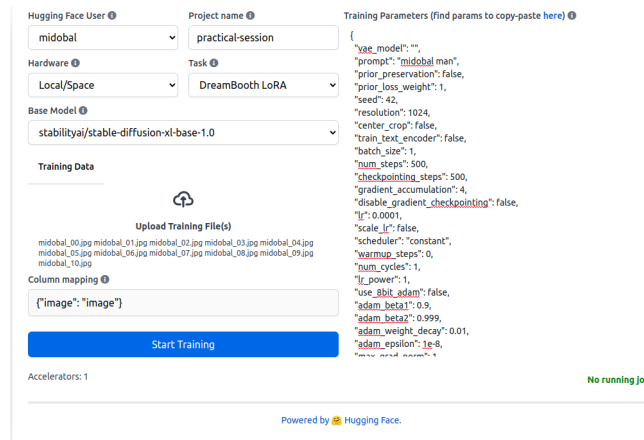 Hugging Face User
Project name
Training Parameters (find params to copy-paste here)
midobal
practical-session
Hardware
Task
Local/Space
DreamBooth LoRA
Base Model
stabilityai/stable-diffusion-xl-base-1.0
Training Data
Upload Training File(s)
midobal_00.jpg midobal_01.jpg midobal_02.jpg midobal_03.jpg midobal_04.jpg
midobal_05.jpg midobal_06.jpg midobal_07.jpg midobal_08.jpg midobal_09.jpg
midobal_10.jpg
Column mapping
{"image": "image"}
Start Training
{
"vae_model": "",
"prompt": "midobal man",
"prior_preservation": false,
"prior_loss_weight": 1,
"seed": 42,
"resolution": 1024,
"center_crop": false,
"train_text_encoder": false,
"batch_size": 1,
"num_steps": 500,
"checkpointing_steps": 500,
"gradient_accumulation": 4,
"disable_gradient_checkpointing": false,
"lr": 0.0001,
"scale_lr": false,
"scheduler": "constant",
"warmup_steps": 0,
"num_cycles": 1,
"lr_power": 1,
"use_8bit_adam": false,
"adam_beta1": 0.9,
"adam_beta2": 0.999,
"adam_weight_decay": 0.01,
"adam_epsilon": 1e-8,
"max_grad_norm": 1,
Accelerators: 1
No running jo
Powered by 🤗 Hugging Face.